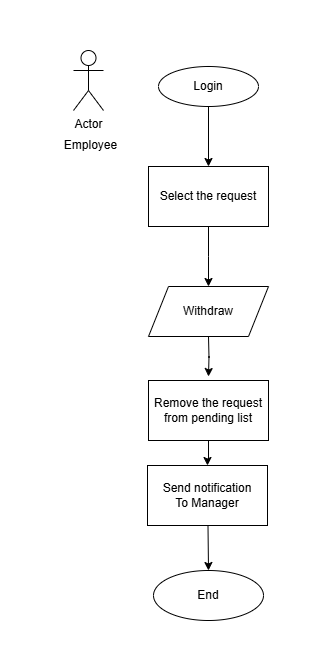 Actor
Employee
Login
Select the request
Withdraw
Remove the request
from pending list
Send notification
To Manager
End